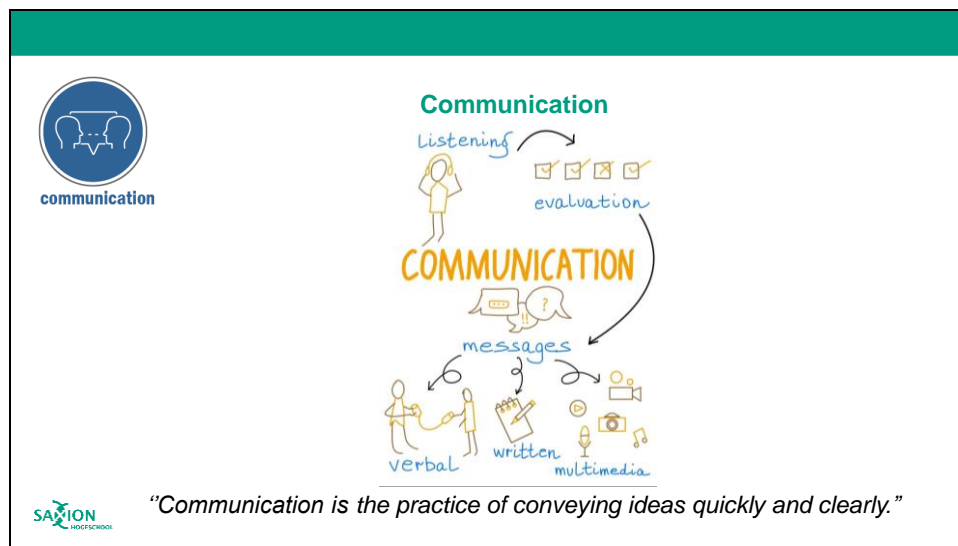 Communication
communication
Listening
evaluation
COMMUNICATION
!!
?
messages
verbal
written
multimedia
SAXION
HOGESCHOOL
‘’Communication is the practice of conveying ideas quickly and clearly.”